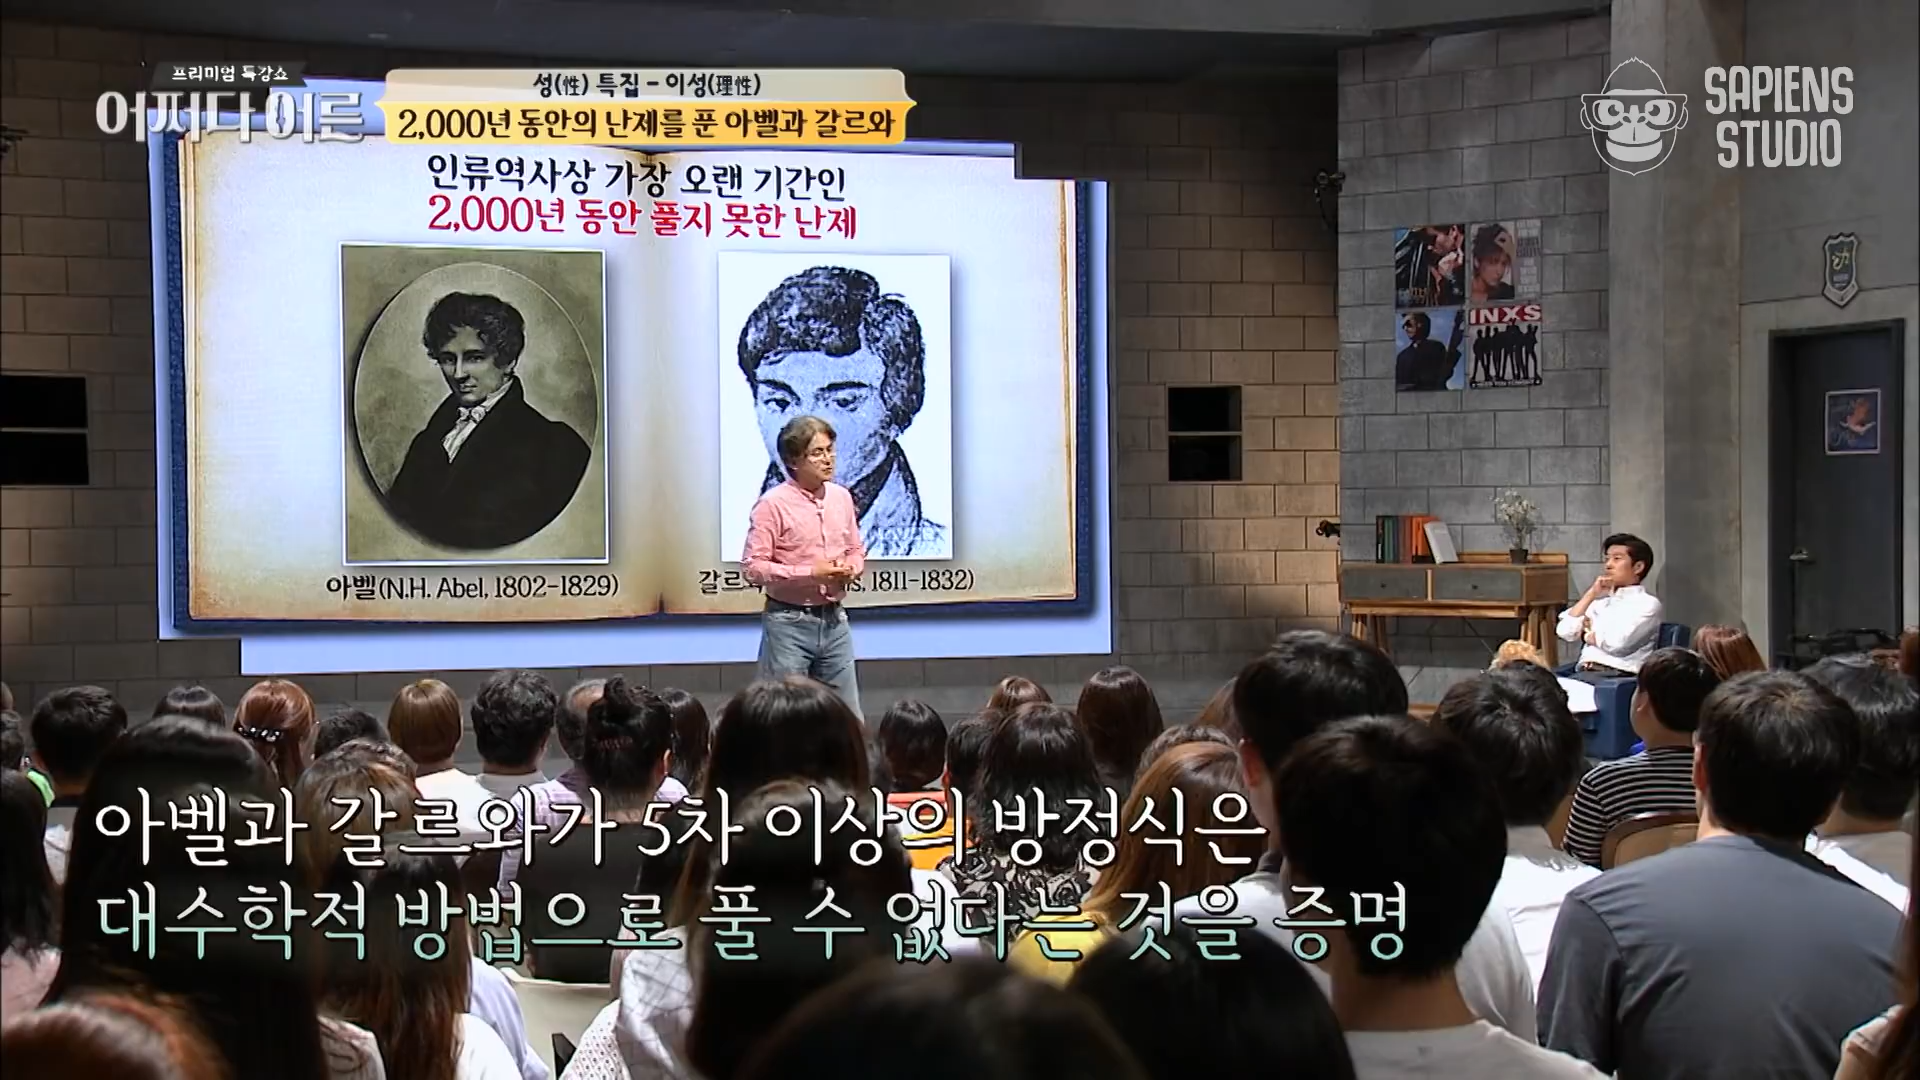 프리미엄 특강쇼
어쩌다 어른
성(性) 특집 - 이성(理性)
2,000년 동안의 난제를 푼 아벨과 갈르와
SAPIENS
STUDIO
인류역사상 가장 오랜 기간인
2,000년 동안 풀지 못한 난제
아벨(N.H. Abel, 1802-1829)
갈르 1811-1832)
INXS
아벨과 갈르와가 5차 이상의 방정식은
대수학적 방법으로 풀 수 없다는 것을 증명